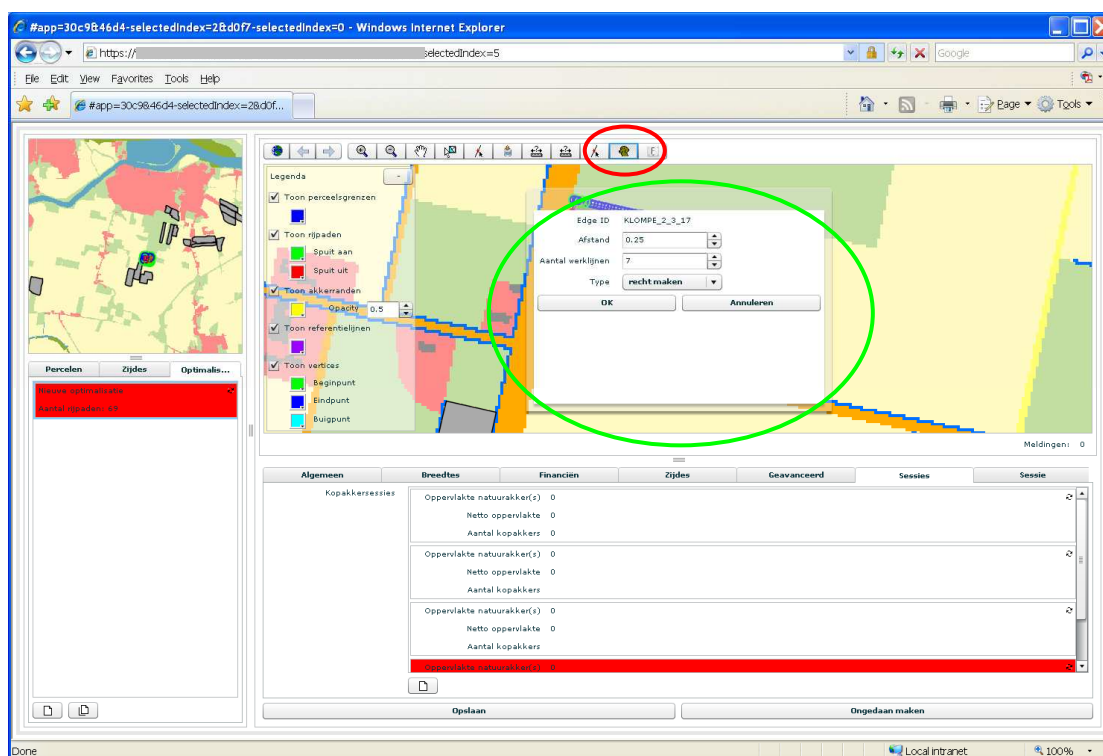 #app=30c9&46d4-selectedIndex=2&d0f7-selectedIndex=0 - Windows Internet Explorer
https:// selectedIndex=5
Google
File Edit View Favorites Tools Help
#app=30c9&46d4-selectedIndex=2&d0f...
Page Tools
Legenda -
Toon perceelsgrenzen
Toon rijpaden
Spuit aan
Spuit uit
Toon akkerranden
Opacity 0.5
Toon referentielijnen
Toon vertices
Beginpunt
Eindpunt
Buigpunt
Edge ID KLOMPE_2_3_17
Afstand 0.25
Aantal werklijnen 7
Type recht maken
OK Annuleren
Meldingen: 0
Percelen Zijdes Optimalis...
Nieuwe optimalisatie
Aantal rijpaden: 69
Algemeen Breedtes Financiën Zijdes Geavanceerd Sessies Sessie
Kopakkersessies
Oppervlakte natuurakker(s) 0
Netto oppervlakte 0
Aantal kopakkers 0
Oppervlakte natuurakker(s) 0
Netto oppervlakte 0
Aantal kopakkers
Oppervlakte natuurakker(s) 0
Netto oppervlakte 0
Aantal kopakkers
Oppervlakte natuurakker(s) 0
Opslaan Ongedaan maken
Done Local intranet 100%